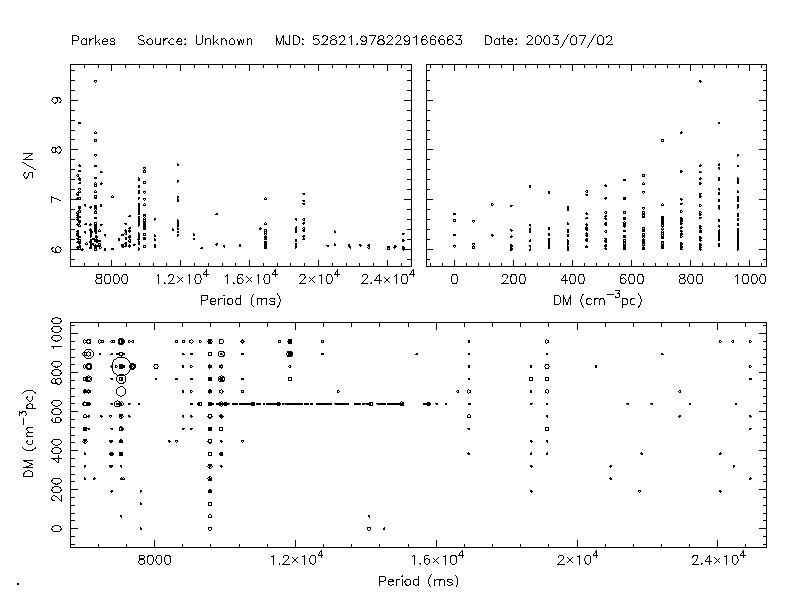 Parkes   Source: Unknown   MJD: 52821.978229166663   Date: 2003/07/02
S/N
9
8
7
6
8000   1.2×10⁴   1.6×10⁴   2×10⁴   2.4×10⁴
Period (ms)
0   200   400   600   800   1000
DM (cm⁻³pc)
DM (cm⁻³pc)
1000
800
600
400
200
0
8000   1.2×10⁴   1.6×10⁴   2×10⁴   2.4×10⁴
Period (ms)